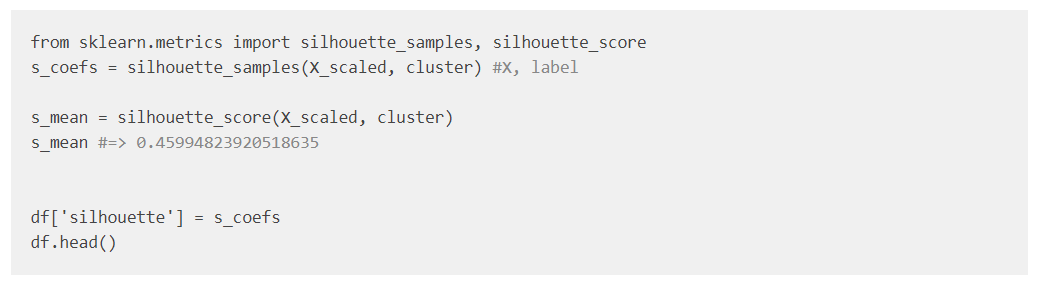 from sklearn.metrics import silhouette_samples, silhouette_score
s_coefs = silhouette_samples(X_scaled, cluster) #X, label
s_mean = silhouette_score(X_scaled, cluster)
s_mean #=> 0.45994823920518635
df['silhouette'] = s_coefs
df.head()